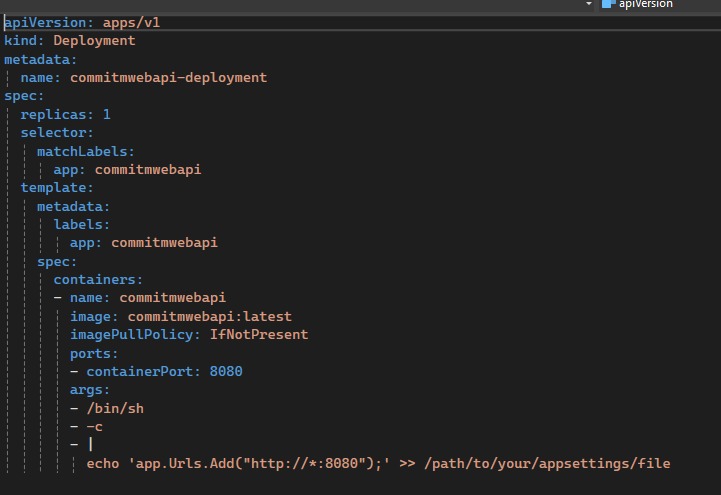 apiVersion
apiVersion: apps/v1
kind: Deployment
metadata:
  name: commitmwebapi-deployment
spec:
  replicas: 1
  selector:
    matchLabels:
      app: commitmwebapi
  template:
    metadata:
      labels:
        app: commitmwebapi
    spec:
      containers:
      - name: commitmwebapi
        image: commitmwebapi:latest
        imagePullPolicy: IfNotPresent
        ports:
        - containerPort: 8080
        args:
        - /bin/sh
        - -c
        - |
          echo 'app.Urls.Add("http://*:8080");' >> /path/to/your/appsettings/file